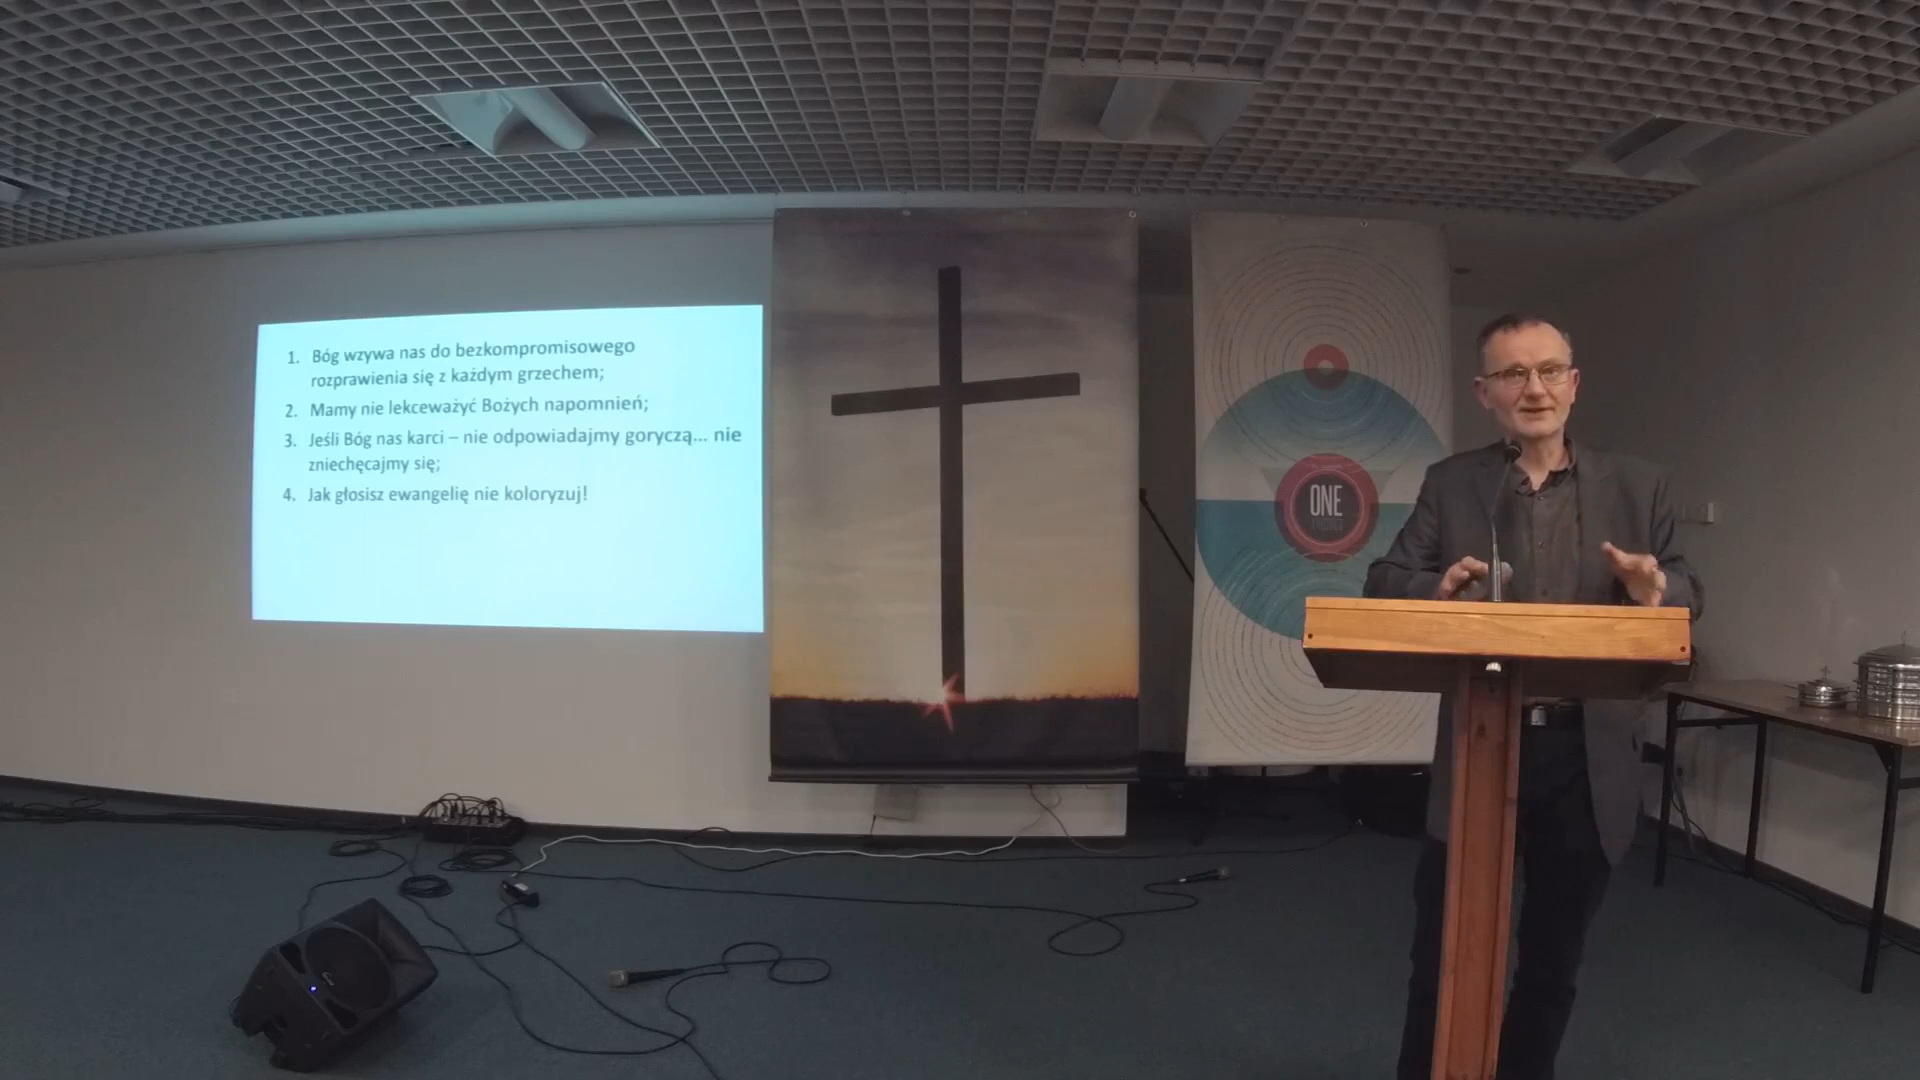 1. Bóg wzywa nas do bezkompromisowego
rozprawienia się z każdym grzechem;
2. Mamy nie lekceważyć Bożych napomnień;
3. Jeśli Bóg nas karci – nie odpowiadajmy goryczą... nie
zniechęcajmy się;
4. Jak głosisz ewangelię nie koloryzuj!
ONE